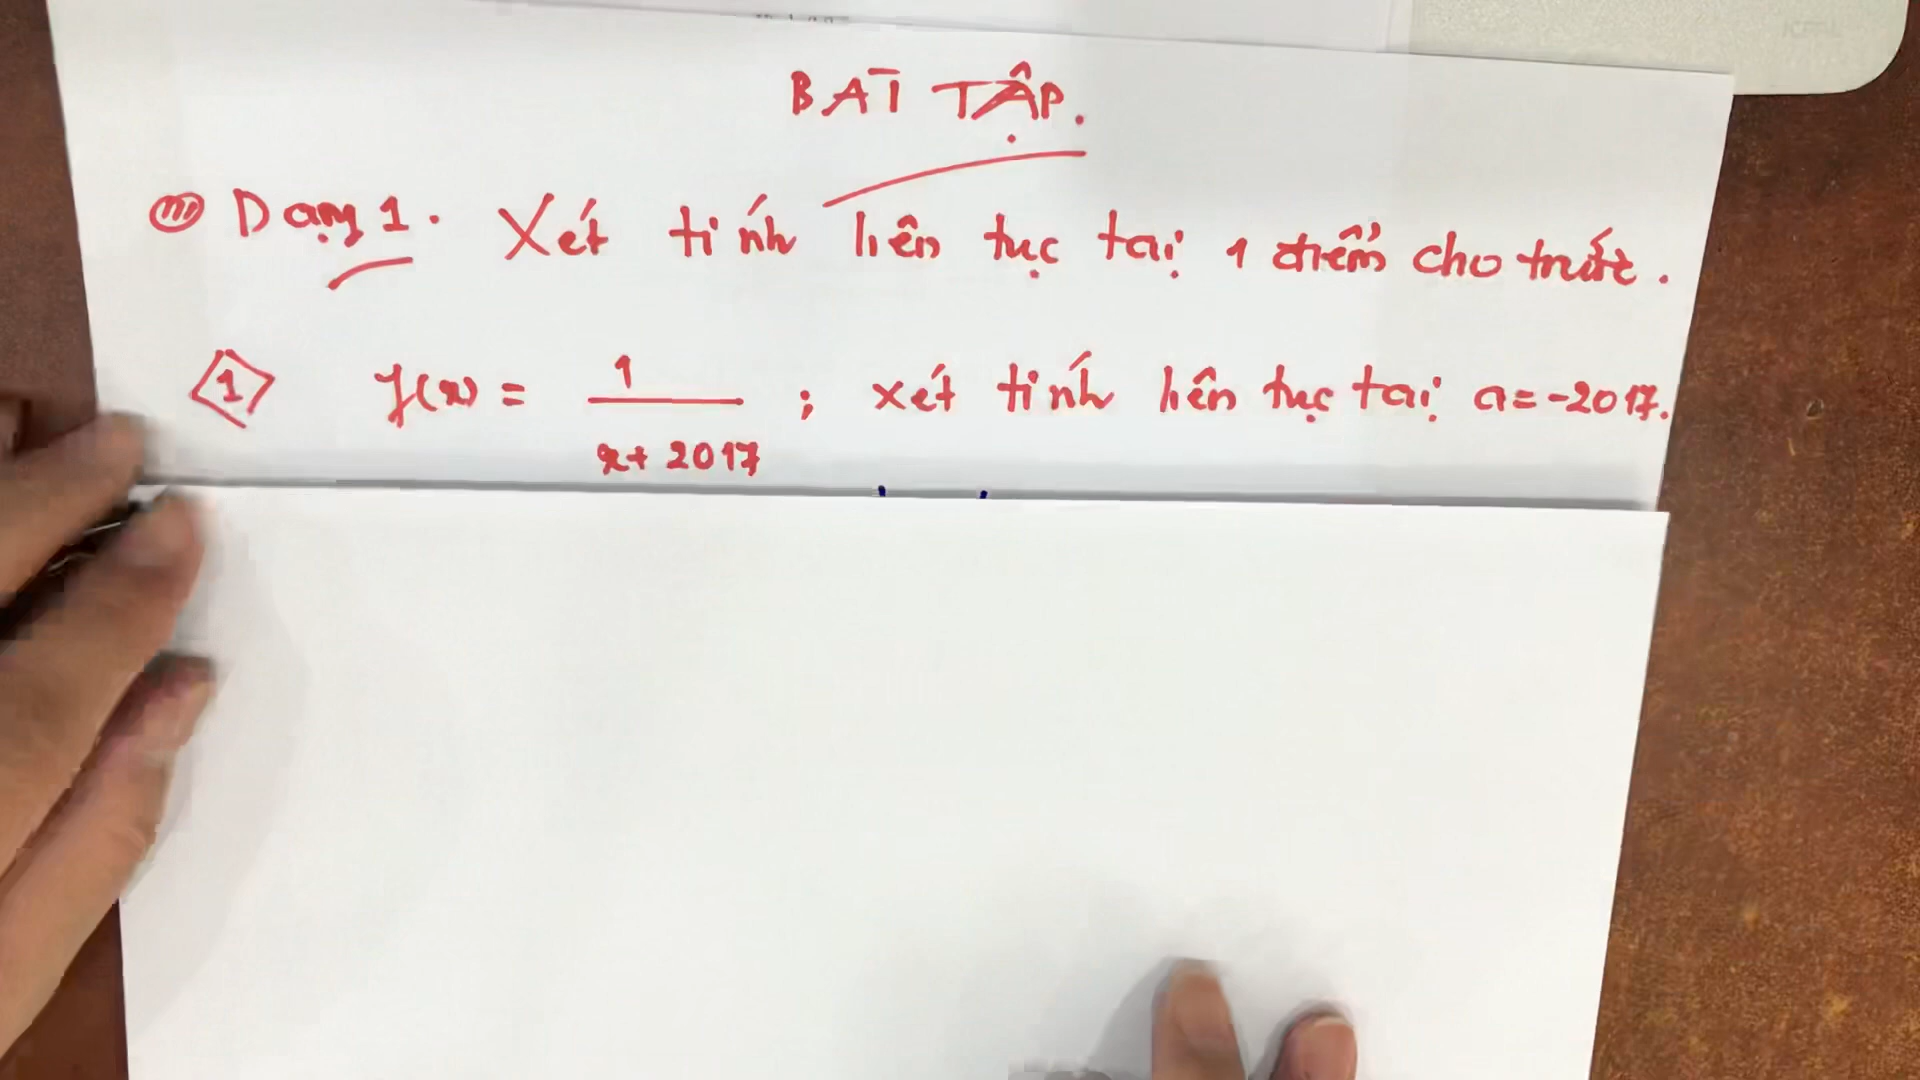 BÀI TẬP.
Dạng 1. Xét tính liên tục tại 1 điểm cho trước.
1 f(x) = 1 / (x + 2017) ; xét tính liên tục tại a = -2017.